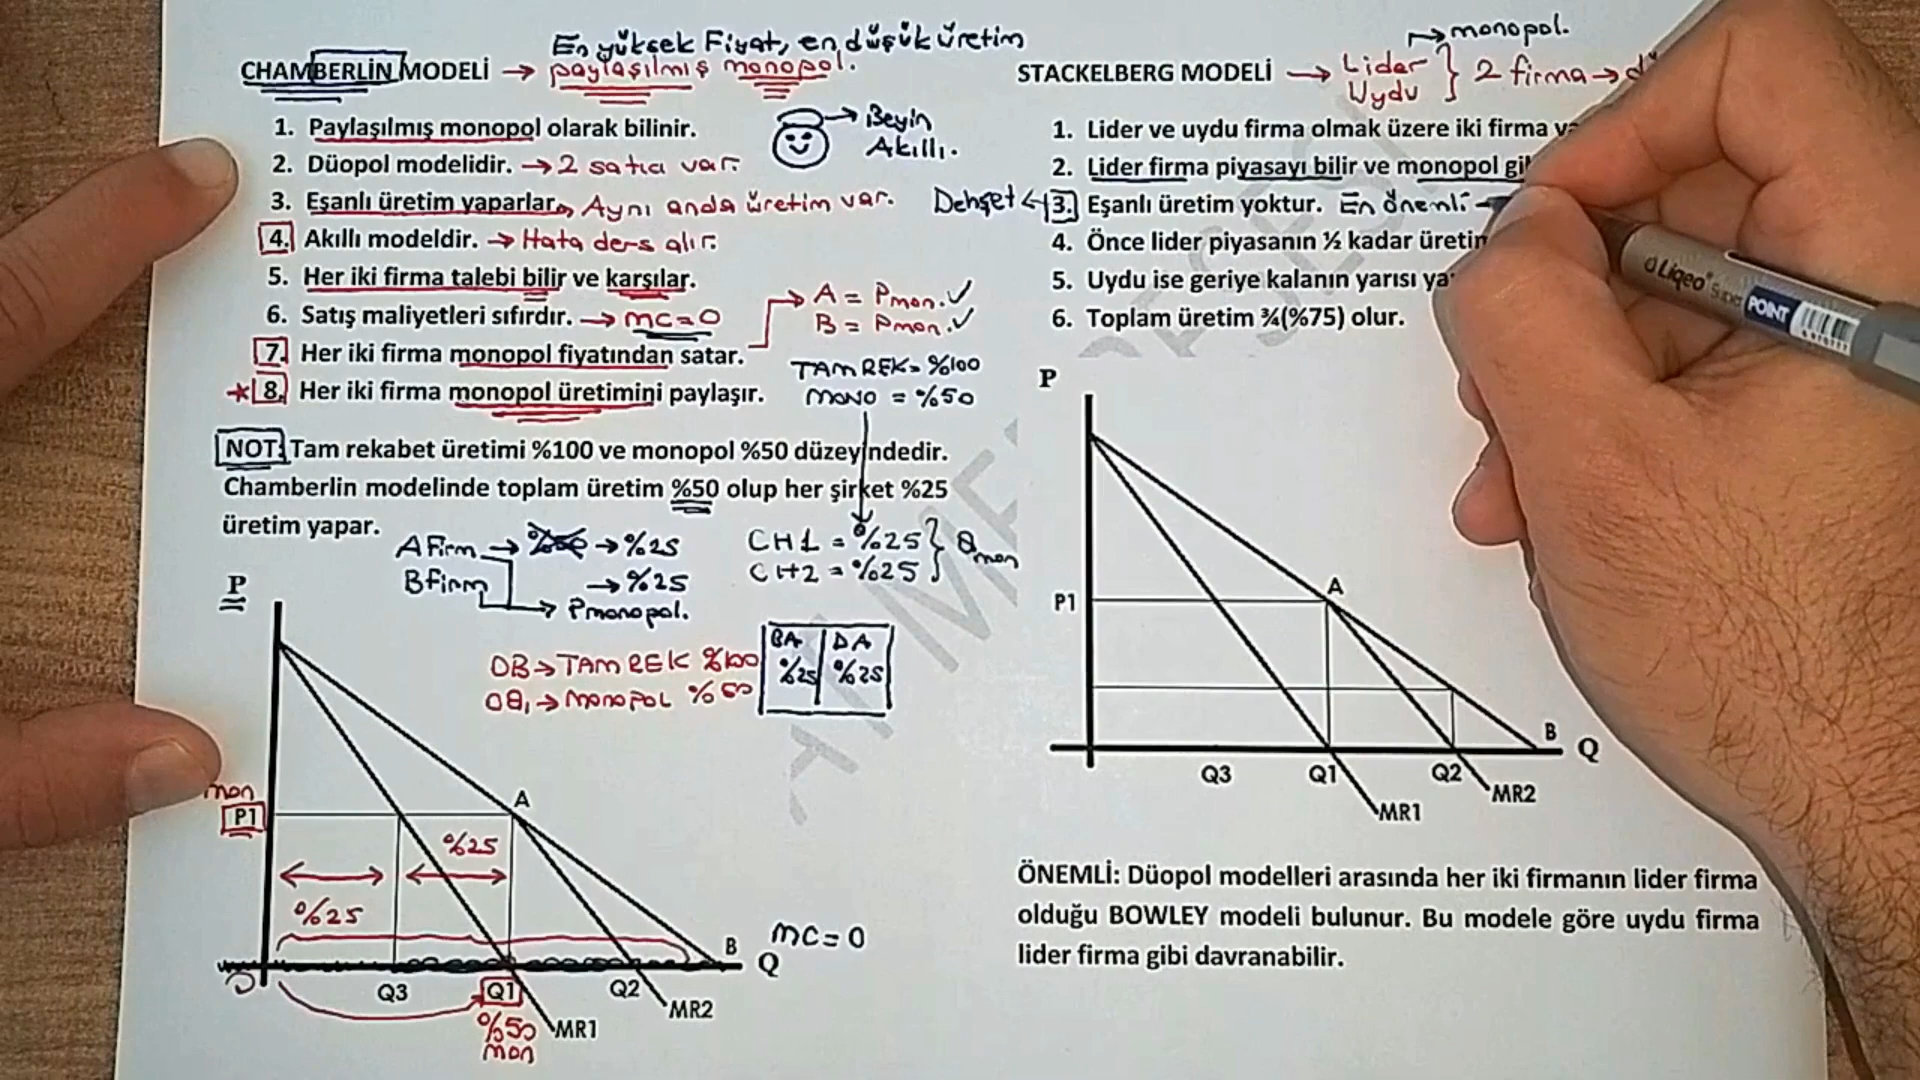 En yüksek Fiyat, en düşük üretim
CHAMBERLİN MODELİ → paylaşılmış monopol.
1. Paylaşılmış monopol olarak bilinir.
→ Beyin
Akıllı.
2. Düopol modelidir. → 2 satıcı var.
3. Eşanlı üretim yaparlar → Aynı anda üretim var.
4. Akıllı modeldir. → Hata ders alır.
5. Her iki firma talebi bilir ve karşılar.
6. Satış maliyetleri sıfırdır. → mc=0
→ A = Pmon. ✓
B = Pmon. ✓
7. Her iki firma monopol fiyatından satar.
* 8. Her iki firma monopol üretimini paylaşır.
TAM REK = %100
MONO = %50
NOT: Tam rekabet üretimi %100 ve monopol %50 düzeyindedir.
Chamberlin modelinde toplam üretim %50 olup her şirket %25
üretim yapar.
A Firm → → %25
B Firm → %25
→ Pmonopol.
CH1 = %25 } Qmon
CH2 = %25
OB → TAM REK %100
OQ1 → MONOPOL %50
DA
%25 %25
P
mon
P1
A
%25
%25
B
Q
MC=0
Q3
Q1
Q2
MR2
%50
mon
MR1
→ monopol.
STACKELBERG MODELİ → Lider } 2 firma →
Uydu
1. Lider ve uydu firma olmak üzere iki firma
2. Lider firma piyasayı bilir ve monopol
Dehşet ← 3. Eşanlı üretim yoktur. En önemli
4. Önce lider piyasanın ½ kadar
5. Uydu ise geriye kalanın yarısı
6. Toplam üretim ¾(%75) olur.
P
A
P1
B
Q
Q3
Q1
Q2
MR2
MR1
ÖNEMLİ: Düopol modelleri arasında her iki firmanın lider firma
olduğu BOWLEY modeli bulunur. Bu modele göre uydu firma
lider firma gibi davranabilir.
Liqeo
Super POINT